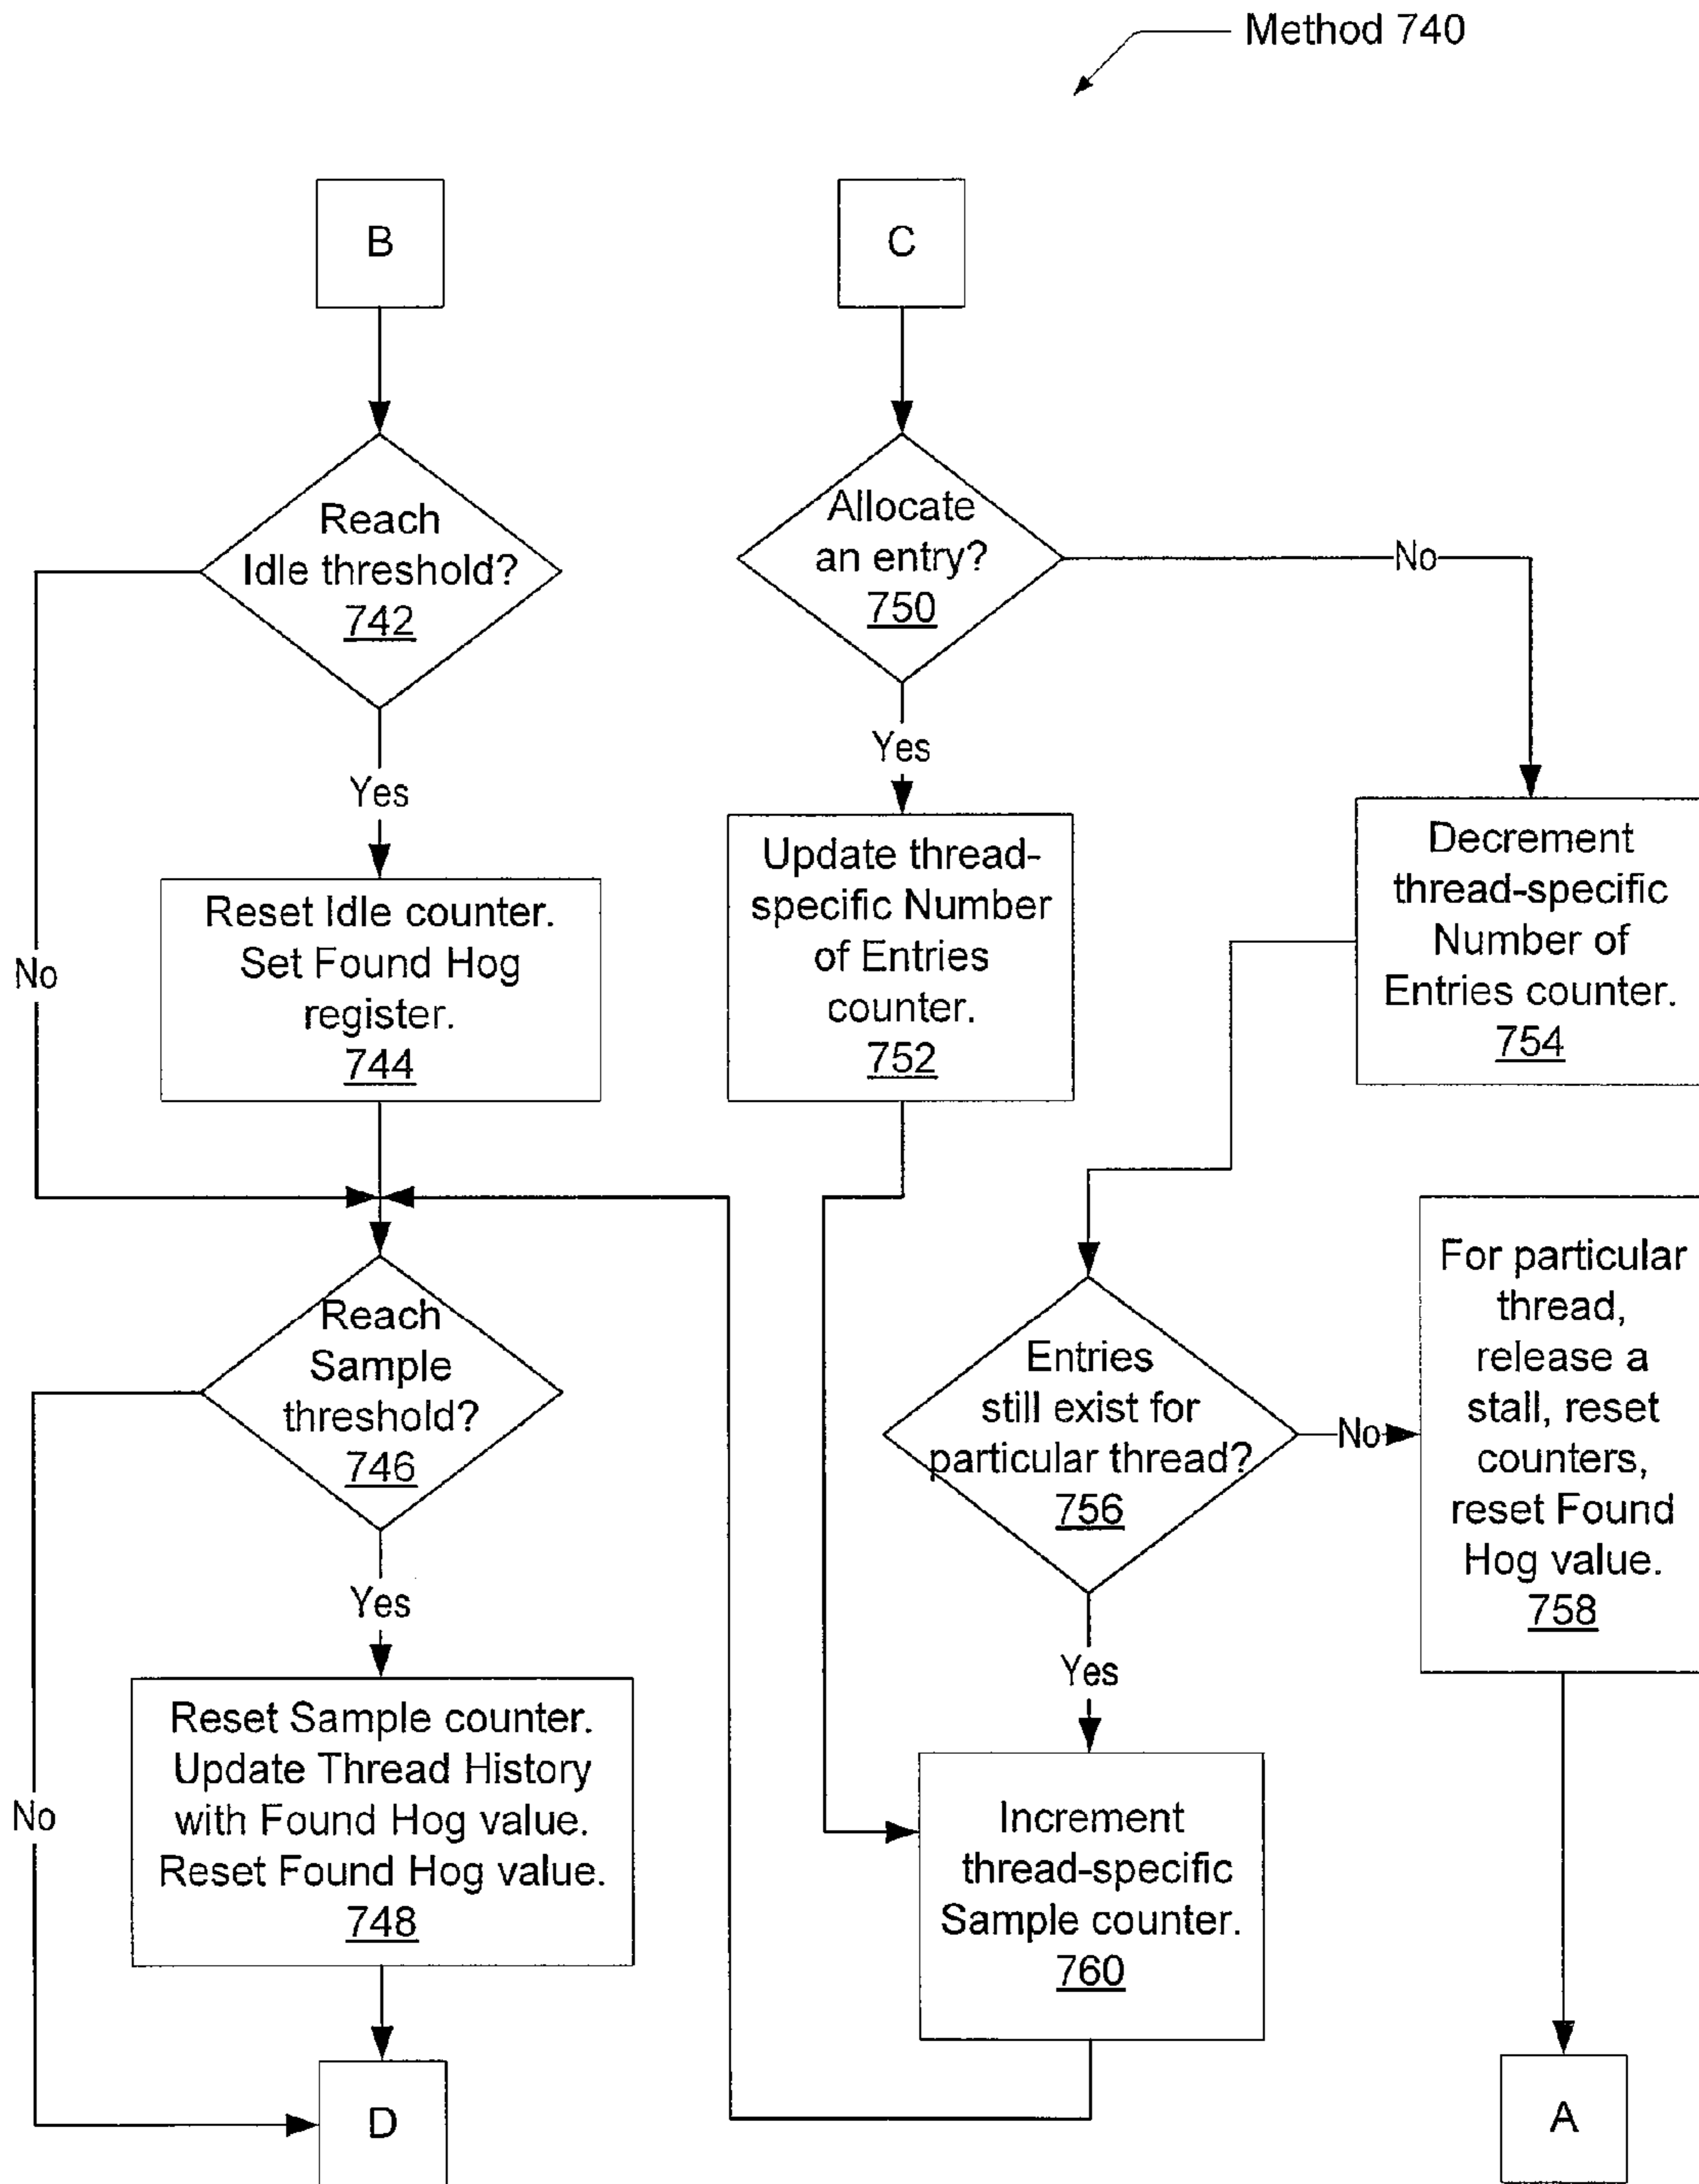 Method 740
B
C
Reach
Idle threshold?
742
Allocate
an entry?
750
No
Yes
Yes
No
Reset Idle counter.
Set Found Hog
register.
744
Update thread-
specific Number
of Entries
counter.
752
Decrement
thread-specific
Number of
Entries counter.
754
Reach
Sample
threshold?
746
Entries
still exist for
particular thread?
756
No
For particular
thread,
release a
stall, reset
counters,
reset Found
Hog value.
758
Yes
Yes
No
Reset Sample counter.
Update Thread History
with Found Hog value.
Reset Found Hog value.
748
Increment
thread-specific
Sample counter.
760
D
A